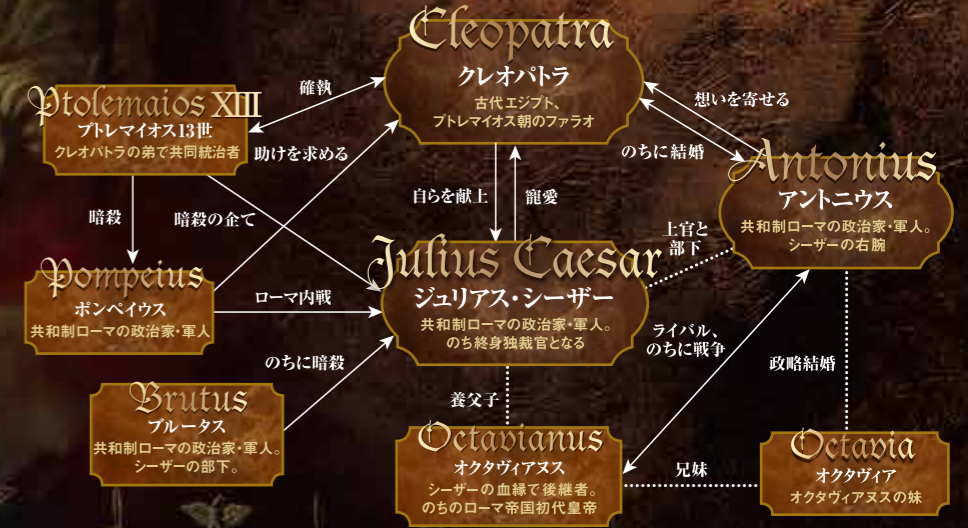 Cleopatra
クレオパトラ
古代エジプト、
プトレマイオス朝のファラオ
Ptolemaios XIII
プトレマイオス13世
クレオパトラの弟で共同統治者
確執
助けを求める
想いを寄せる
のちに結婚
Antonius
アントニウス
共和制ローマの政治家・軍人。
シーザーの右腕
暗殺
暗殺の企て
自らを献上
寵愛
上官と
部下
Pompeius
ポンペイウス
共和制ローマの政治家・軍人
ローマ内戦
Julius Caesar
ジュリアス・シーザー
共和制ローマの政治家・軍人。
のち終身独裁官となる
ライバル、
のちに戦争
政略結婚
のちに暗殺
養父子
Brutus
ブルータス
共和制ローマの政治家・軍人。
シーザーの部下。
Octavianus
オクタヴィアヌス
シーザーの血縁で後継者。
のちのローマ帝国初代皇帝
兄妹
Octavia
オクタヴィア
オクタヴィアヌスの妹